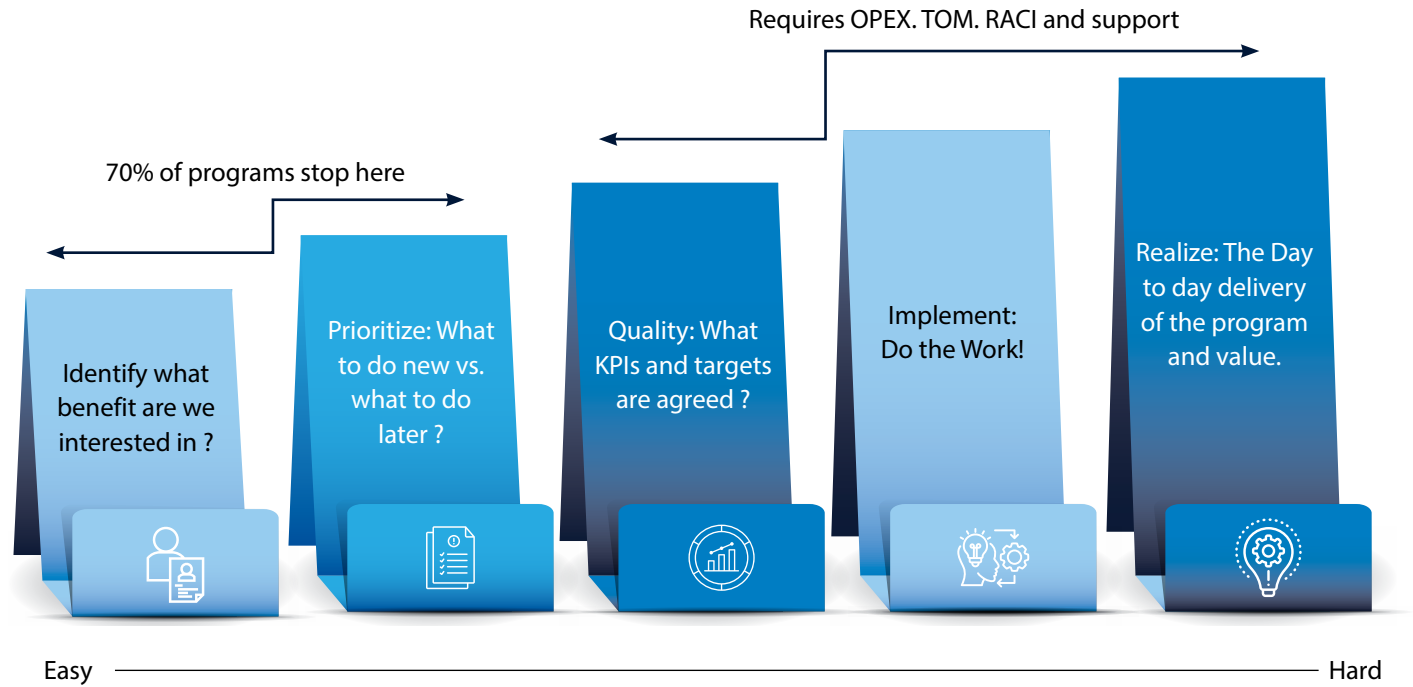 Requires OPEX. TOM. RACI and support
70% of programs stop here
Identify what
benefit are we
interested in ?
Prioritize: What
to do new vs.
what to do
later ?
Quality: What
KPIs and targets
are agreed ?
Implement:
Do the Work!
Realize: The Day
to day delivery
of the program
and value.
Easy
Hard